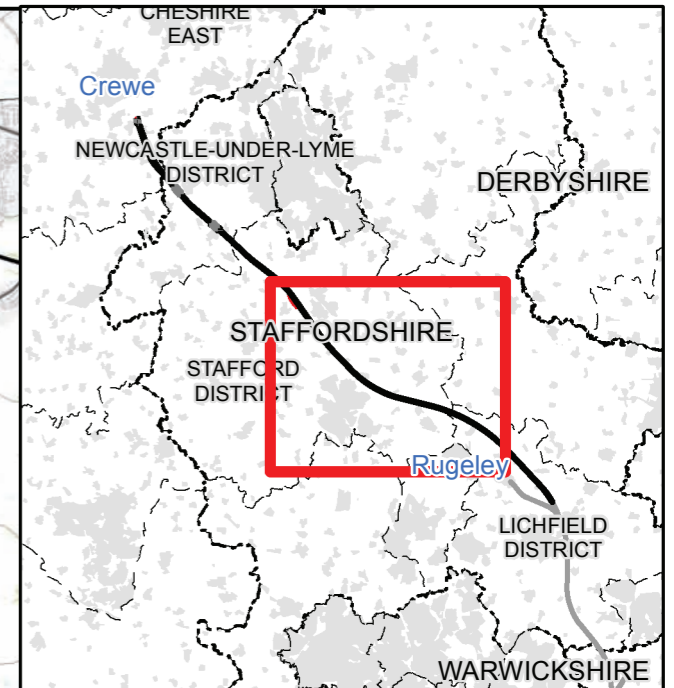 CHESHIRE
EAST
Crewe
NEWCASTLE-UNDER-LYME
DISTRICT
DERBYSHIRE
STAFFORDSHIRE
STAFFORD
DISTRICT
Rugeley
LICHFIELD
DISTRICT
WARWICKSHIRE